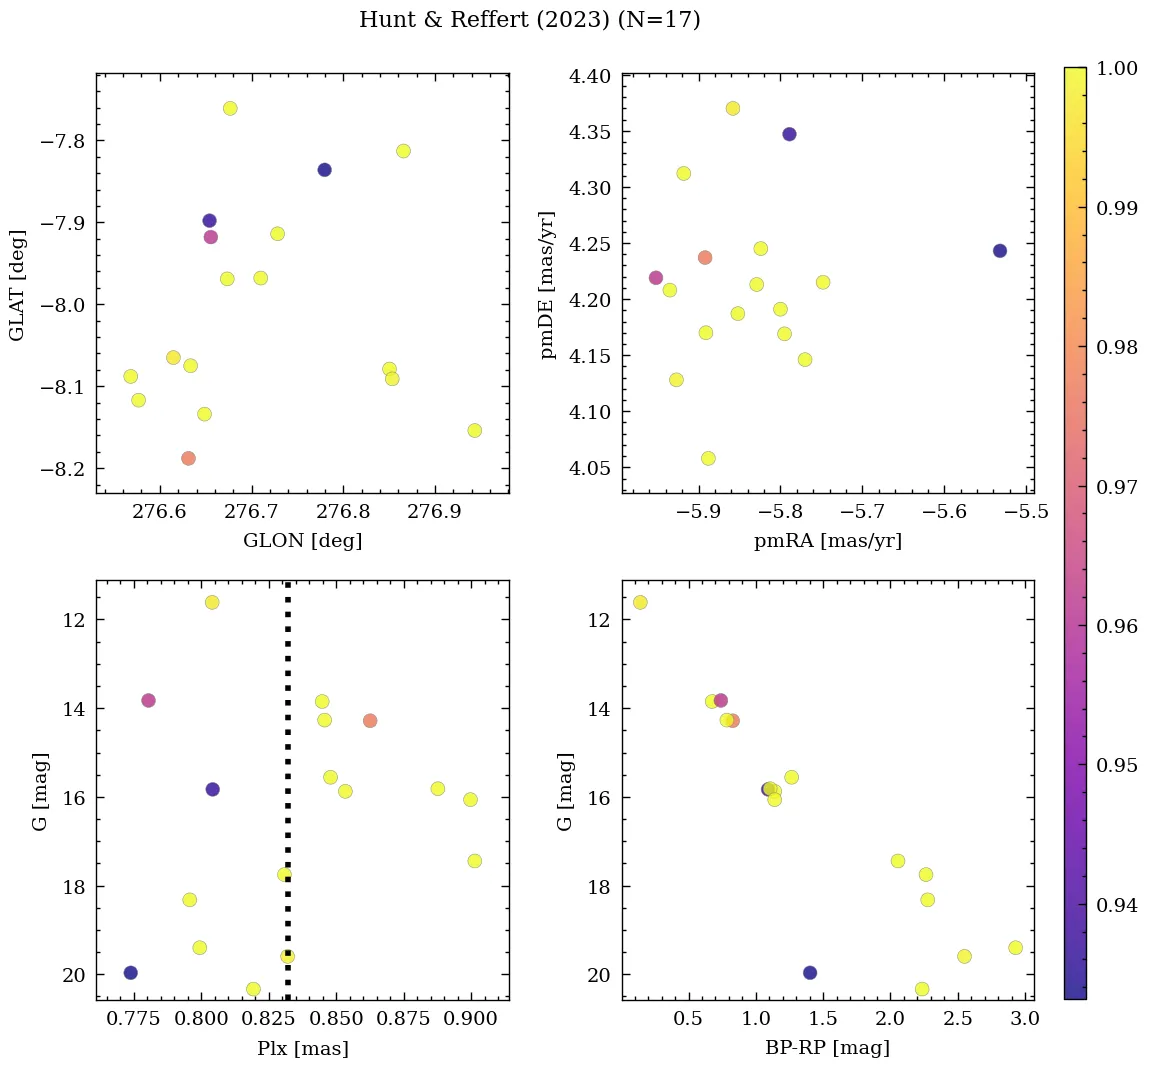 Hunt & Reffert (2023) (N=17)
−7.8
−7.9
−8.0
−8.1
−8.2
GLAT [deg]
276.6 276.7 276.8 276.9
GLON [deg]
4.40
4.35
4.30
4.25
4.20
4.15
4.10
4.05
pmDE [mas/yr]
−5.9 −5.8 −5.7 −5.6 −5.5
pmRA [mas/yr]
12
14
16
18
20
G [mag]
0.775 0.800 0.825 0.850 0.875 0.900
Plx [mas]
12
14
16
18
20
G [mag]
0.5 1.0 1.5 2.0 2.5 3.0
BP-RP [mag]
1.00
0.99
0.98
0.97
0.96
0.95
0.94